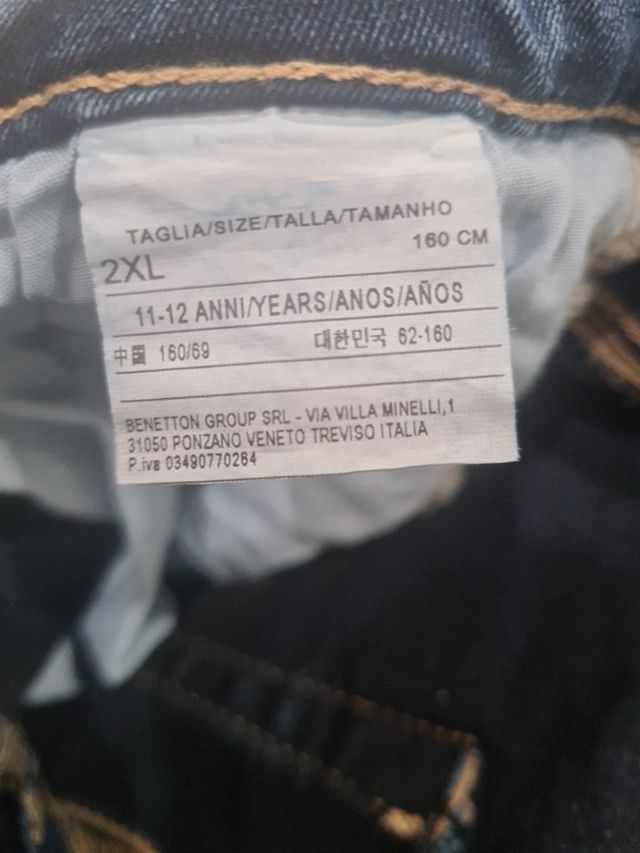 TAGLIA/SIZE/TALLA/TAMANHO
2XL 160 CM
11-12 ANNI/YEARS/ANOS/AÑOS
中国 160/69 대한민국 62-160
BENETTON GROUP SRL - VIA VILLA MINELLI,1
31050 PONZANO VENETO TREVISO ITALIA
P.iva 03490770264